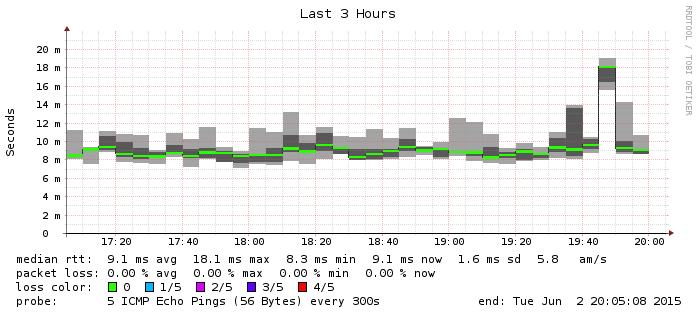 Last 3 Hours
RRDTOOL / TOBI OETIKER
Seconds
20 m
18 m
16 m
14 m
12 m
10 m
8 m
6 m
4 m
2 m
0
17:20 17:40 18:00 18:20 18:40 19:00 19:20 19:40 20:00
median rtt: 9.1 ms avg 18.1 ms max 8.3 ms min 9.1 ms now 1.6 ms sd 5.8 am/s
packet loss: 0.00 % avg 0.00 % max 0.00 % min 0.00 % now
loss color: 0 1/5 2/5 3/5 4/5
probe: 5 ICMP Echo Pings (56 Bytes) every 300s end: Tue Jun 2 20:05:08 2015